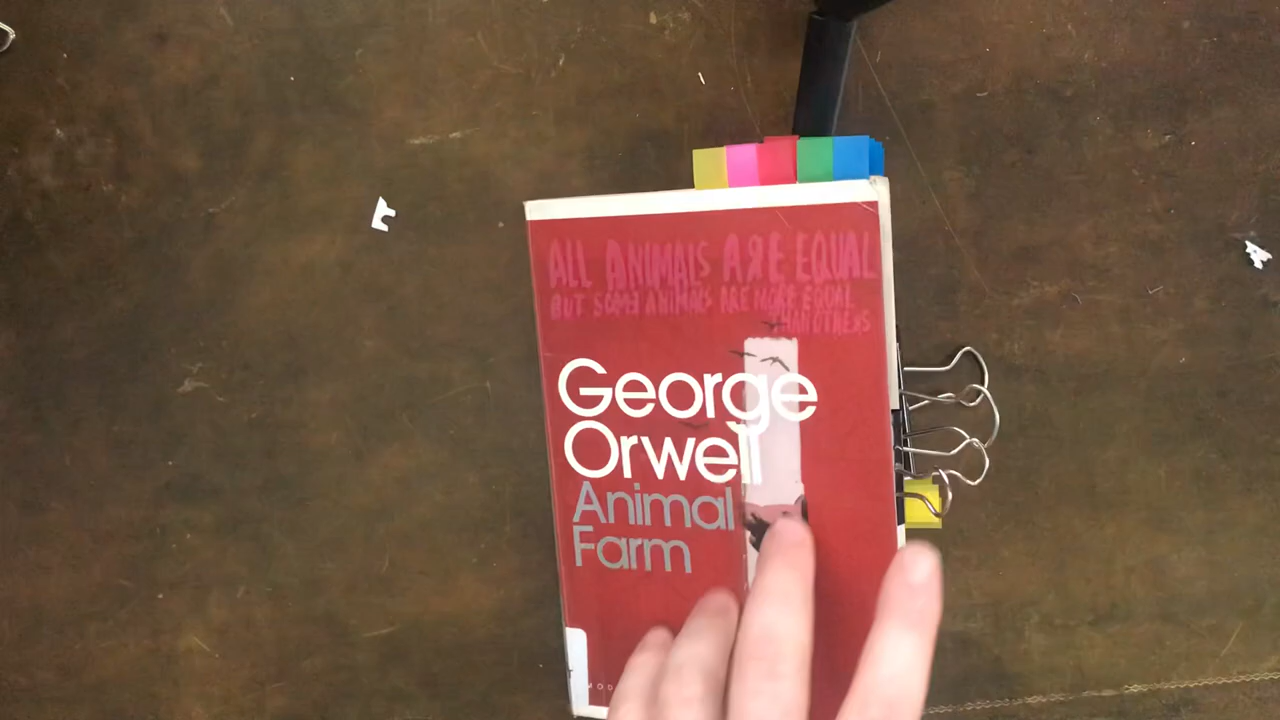 ALL ANIMALS ARE EQUAL
BUT SOME ANIMALS ARE MORE EQUAL
THAN OTHERS
George
Orwell
Animal
Farm